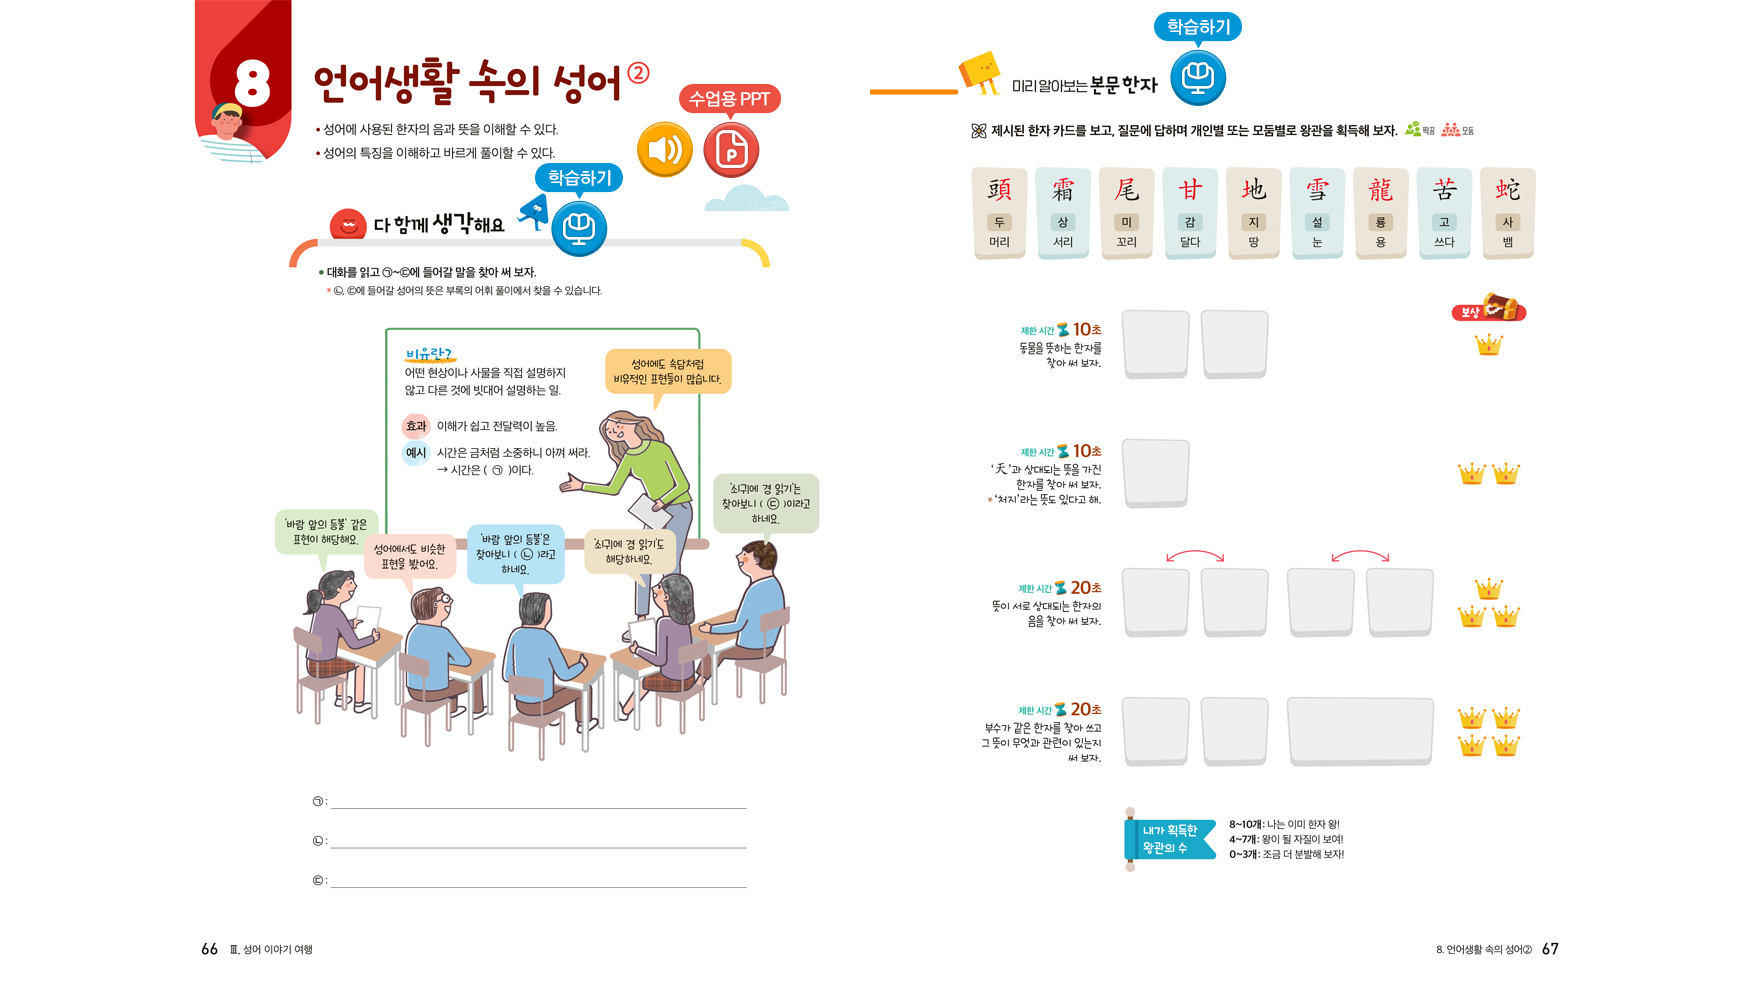 8
언어생활 속의 성어②
• 성어에 사용된 한자의 음과 뜻을 이해할 수 있다.
• 성어의 특징을 이해하고 바르게 풀이할 수 있다.
수업용 PPT
P
학습하기
다 함께 생각해요
• 대화를 읽고 ㉠~㉢에 들어갈 말을 찾아 써 보자.
* ㉡, ㉢에 들어갈 성어의 뜻은 부록의 어휘 풀이에서 찾을 수 있습니다.
비유란?
어떤 현상이나 사물을 직접 설명하지
않고 다른 것에 빗대어 설명하는 일.
효과 이해가 쉽고 전달력이 높음.
예시 시간은 금처럼 소중하니 아껴 써라.
→ 시간은 ( ㉠ )이다.
성어에도 속담처럼
비유적인 표현들이 많습니다.
'바람 앞의 등불' 같은
표현이 해당해요.
성어에서도 비슷한
표현을 봤어요.
'바람 앞의 등불'은
찾아보니 ( ㉡ )라고
하네요.
'쇠귀에 경 읽기'도
해당하네요.
'쇠귀에 경 읽기'는
찾아보니 ( ㉢ )이라고
하네요.
㉠ :
㉡ :
㉢ :
66 Ⅲ. 성어 이야기 여행
학습하기
미리 알아보는 본문 한자
제시된 한자 카드를 보고, 질문에 답하며 개인별 또는 모둠별로 왕관을 획득해 보자. 짝꿍 모둠
頭 霜 尾 甘 地 雪 龍 苦 蛇
두 상 미 감 지 설 룡 고 사
머리 서리 꼬리 달다 땅 눈 용 쓰다 뱀
보상
제한 시간 10초
동물을 뜻하는 한자를
찾아 써 보자.
제한 시간 10초
'天'과 상대되는 뜻을 가진
한자를 찾아 써 보자.
* '처지'라는 뜻도 있다고 해.
제한 시간 20초
뜻이 서로 상대되는 한자의
음을 찾아 써 보자.
제한 시간 20초
부수가 같은 한자를 찾아 쓰고
그 뜻이 무엇과 관련이 있는지
써 보자.
내가 획득한
왕관의 수
8~10개 : 나는 이미 한자 왕!
4~7개 : 왕이 될 자질이 보여!
0~3개 : 조금 더 분발해 보자!
8. 언어생활 속의 성어② 67